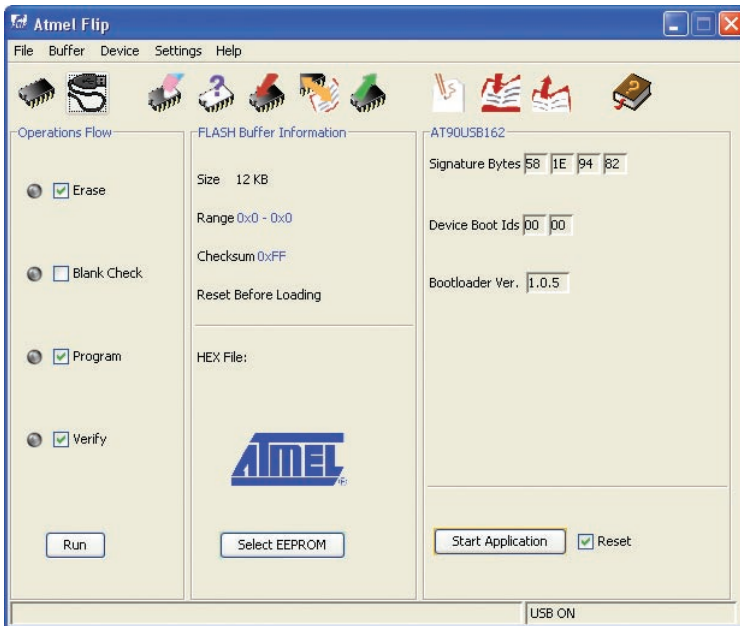 Atmel Flip
File Buffer Device Settings Help
Operations Flow
Erase
Blank Check
Program
Verify
Run
FLASH Buffer Information
Size 12 KB
Range 0x0 - 0x0
Checksum 0xFF
Reset Before Loading
HEX File:
ATMEL®
Select EEPROM
AT90USB162
Signature Bytes 58 1E 94 82
Device Boot Ids 00 00
Bootloader Ver. 1.0.5
Start Application Reset
USB ON